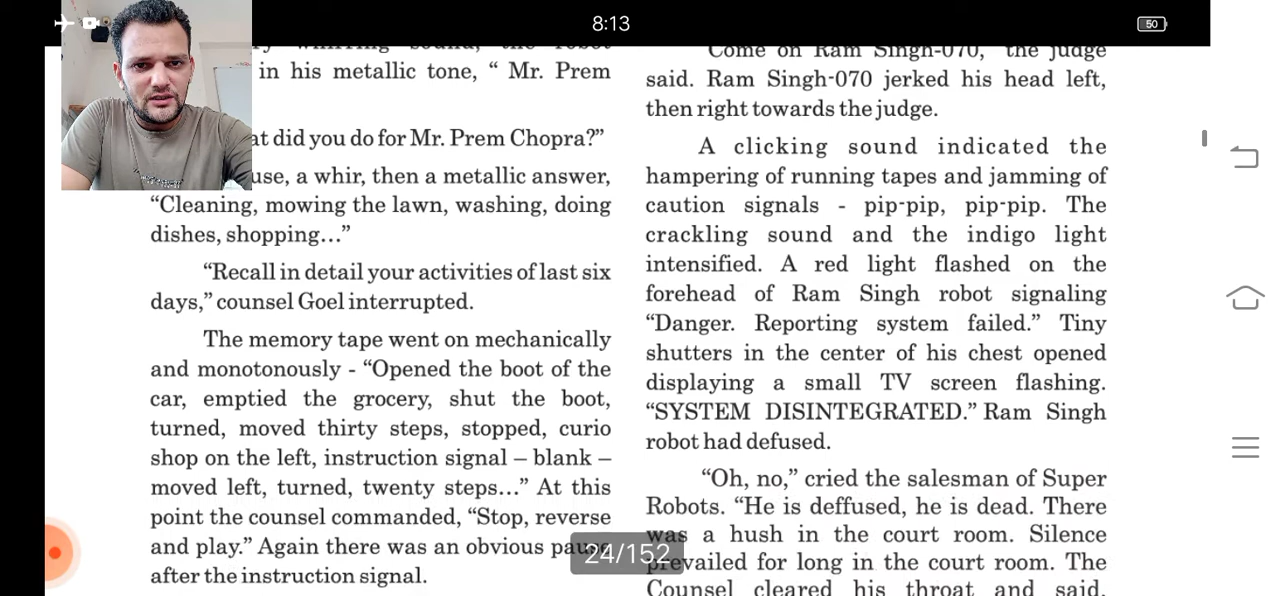 8:13
50
in his metallic tone, “ Mr. Prem
did you do for Mr. Prem Chopra?”
a whir, then a metallic answer,
“Cleaning, mowing the lawn, washing, doing
dishes, shopping...”
“Recall in detail your activities of last six
days,” counsel Goel interrupted.
The memory tape went on mechanically
and monotonously - “Opened the boot of the
car, emptied the grocery, shut the boot,
turned, moved thirty steps, stopped, curio
shop on the left, instruction signal – blank –
moved left, turned, twenty steps...” At this
point the counsel commanded, “Stop, reverse
and play.” Again there was an obvious pause
after the instruction signal.
“Come on Ram Singh-070,” the judge
said. Ram Singh-070 jerked his head left,
then right towards the judge.
A clicking sound indicated the
hampering of running tapes and jamming of
caution signals - pip-pip, pip-pip. The
crackling sound and the indigo light
intensified. A red light flashed on the
forehead of Ram Singh robot signaling
“Danger. Reporting system failed.” Tiny
shutters in the center of his chest opened
displaying a small TV screen flashing.
“SYSTEM DISINTEGRATED.” Ram Singh
robot had defused.
“Oh, no,” cried the salesman of Super
Robots. “He is deffused, he is dead. There
was a hush in the court room. Silence
prevailed for long in the court room. The
Counsel cleared his throat and said,
24/152